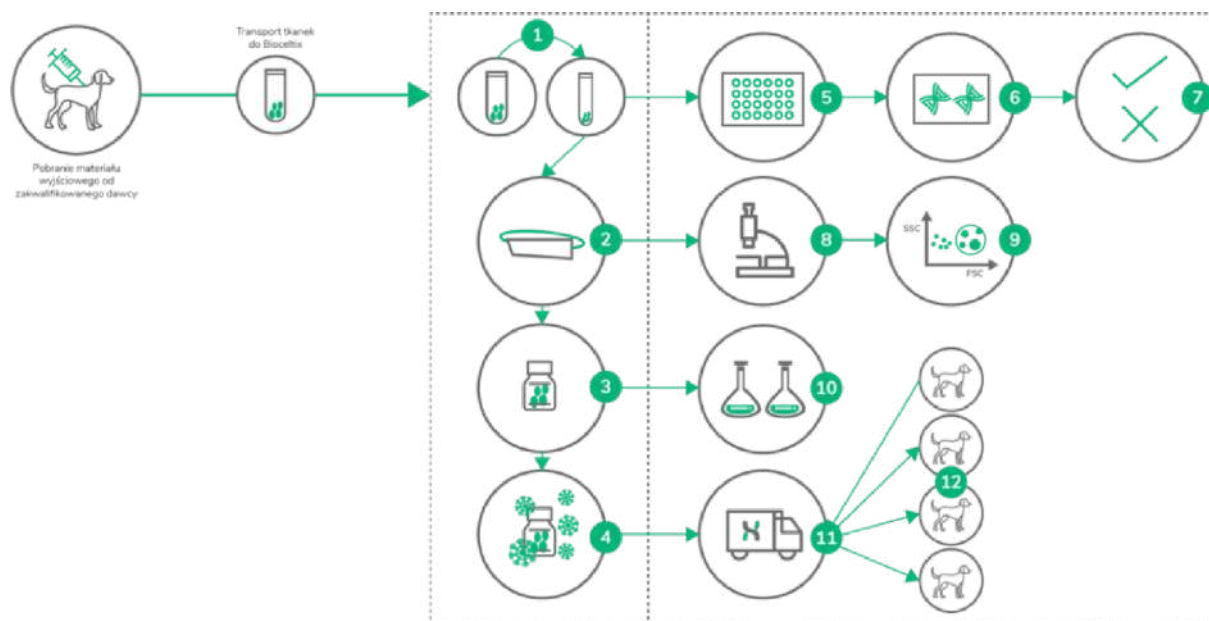 Transport tkanek
do Bioceltix
Pobranie materiału
wyjściowego od
zakwalifikowanego dawcy
1
5
6
7
2
8
SSC
FSC
9
3
10
4
11
12